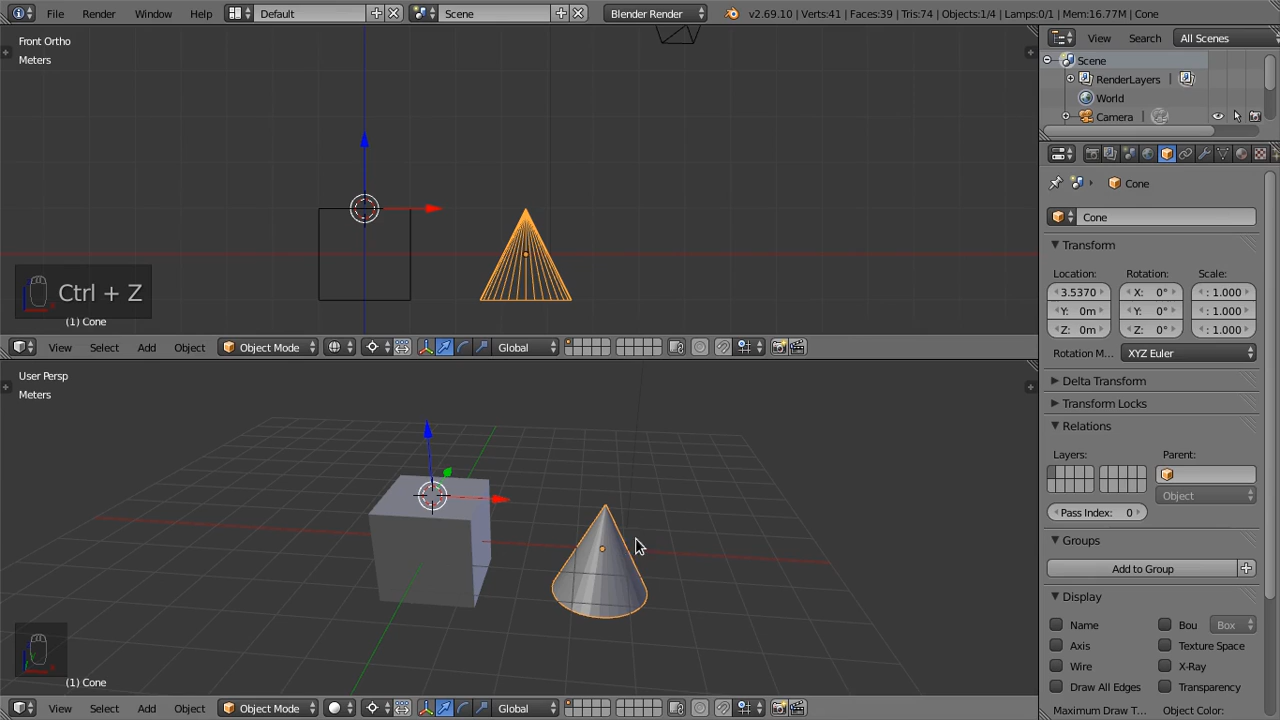 File Render Window Help Default Scene Blender Render v2.69.10 | Verts:41 | Faces:39 | Tris:74 | Objects:1/4 | Lamps:0/1 | Mem:16.77M | Cone
Front Ortho
Meters
Ctrl + Z
(1) Cone
View Select Add Object Object Mode Global
User Persp
Meters
(1) Cone
View Select Add Object Object Mode Global
View Search All Scenes
Scene
RenderLayers |
World
Camera |
Cone
Cone
Transform
Location: Rotation: Scale:
3.5370 X: 0° : 1.000
Y: 0m Y: 0° : 1.000
Z: 0m Z: 0° : 1.000
Rotation M... XYZ Euler
Delta Transform
Transform Locks
Relations
Layers: Parent:
Object
Pass Index: 0
Groups
Add to Group
Display
Name Bou Box
Axis Texture Space
Wire X-Ray
Draw All Edges Transparency
Maximum Draw T... Object Color: